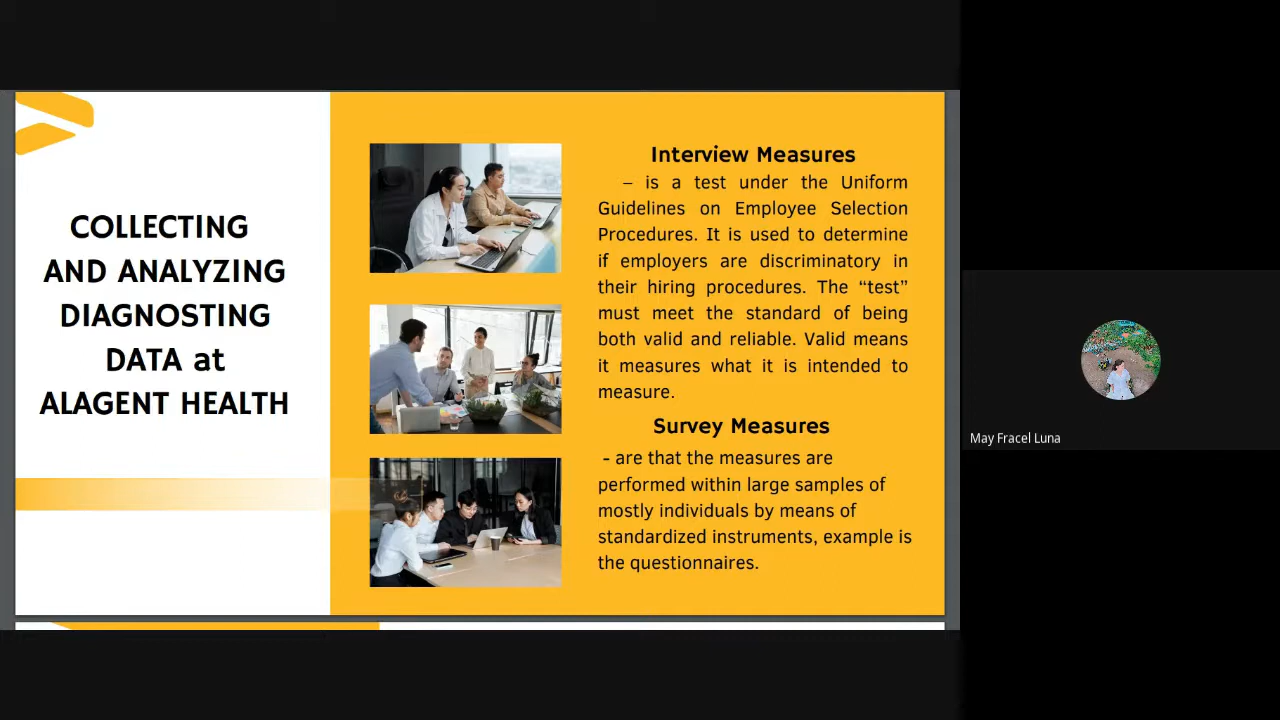 COLLECTING
AND ANALYZING
DIAGNOSTING
DATA at
ALAGENT HEALTH
Interview Measures
– is a test under the Uniform
Guidelines on Employee Selection
Procedures. It is used to determine
if employers are discriminatory in
their hiring procedures. The “test”
must meet the standard of being
both valid and reliable. Valid means
it measures what it is intended to
measure.
Survey Measures
- are that the measures are
performed within large samples of
mostly individuals by means of
standardized instruments, example is
the questionnaires.
May Fracel Luna